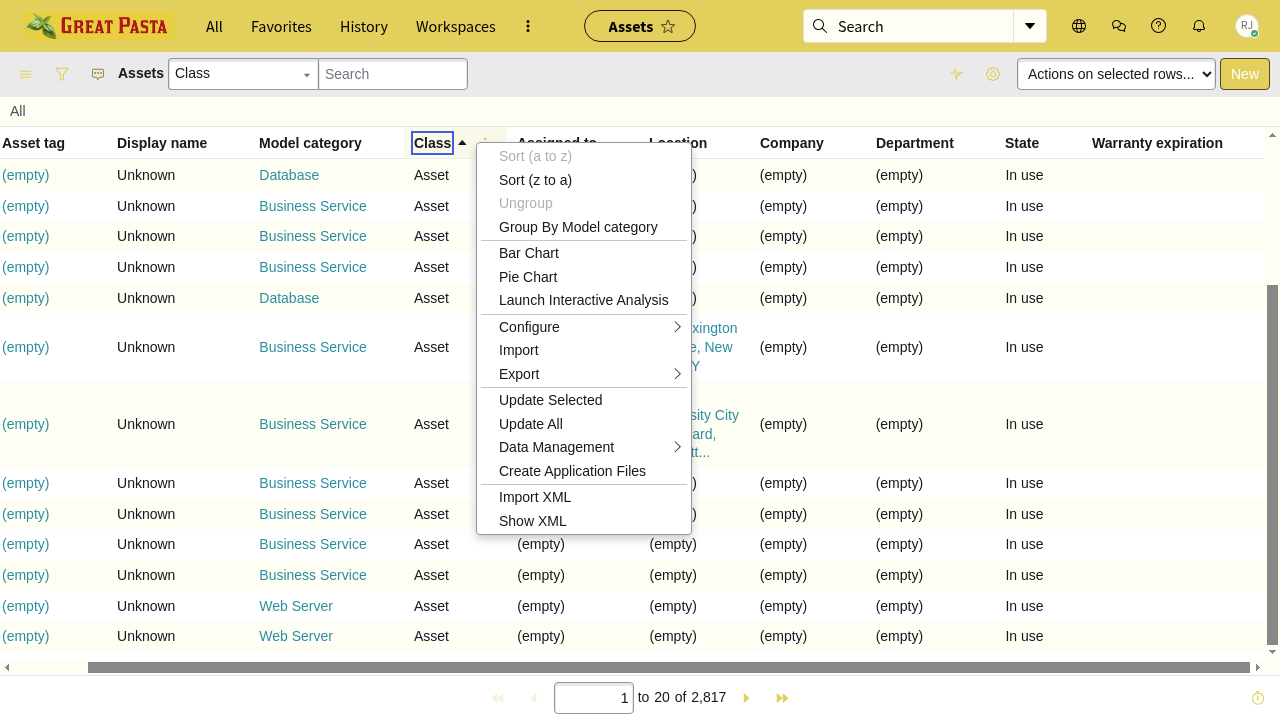 GREAT PASTA All Favorites History Workspaces Assets Search RJ
Assets Class Search Actions on selected rows... New
All
Asset tag Display name Model category Class Assigned to Location Company Department State Warranty expiration
(empty) Unknown Database Asset (empty) (empty) In use
(empty) Unknown Business Service Asset (empty) (empty) In use
(empty) Unknown Business Service Asset (empty) (empty) In use
(empty) Unknown Business Service Asset (empty) (empty) In use
(empty) Unknown Database Asset (empty) (empty) In use
xington
(empty) Unknown Business Service Asset e, New (empty) (empty) In use
Y
sity City
(empty) Unknown Business Service Asset ard, (empty) (empty) In use
tt...
(empty) Unknown Business Service Asset (empty) (empty) In use
(empty) Unknown Business Service Asset (empty) (empty) In use
(empty) Unknown Business Service Asset (empty) (empty) (empty) (empty) In use
(empty) Unknown Business Service Asset (empty) (empty) (empty) (empty) In use
(empty) Unknown Web Server Asset (empty) (empty) (empty) (empty) In use
(empty) Unknown Web Server Asset (empty) (empty) (empty) (empty) In use
Sort (a to z)
Sort (z to a)
Ungroup
Group By Model category
Bar Chart
Pie Chart
Launch Interactive Analysis
Configure
Import
Export
Update Selected
Update All
Data Management
Create Application Files
Import XML
Show XML
1 to 20 of 2,817